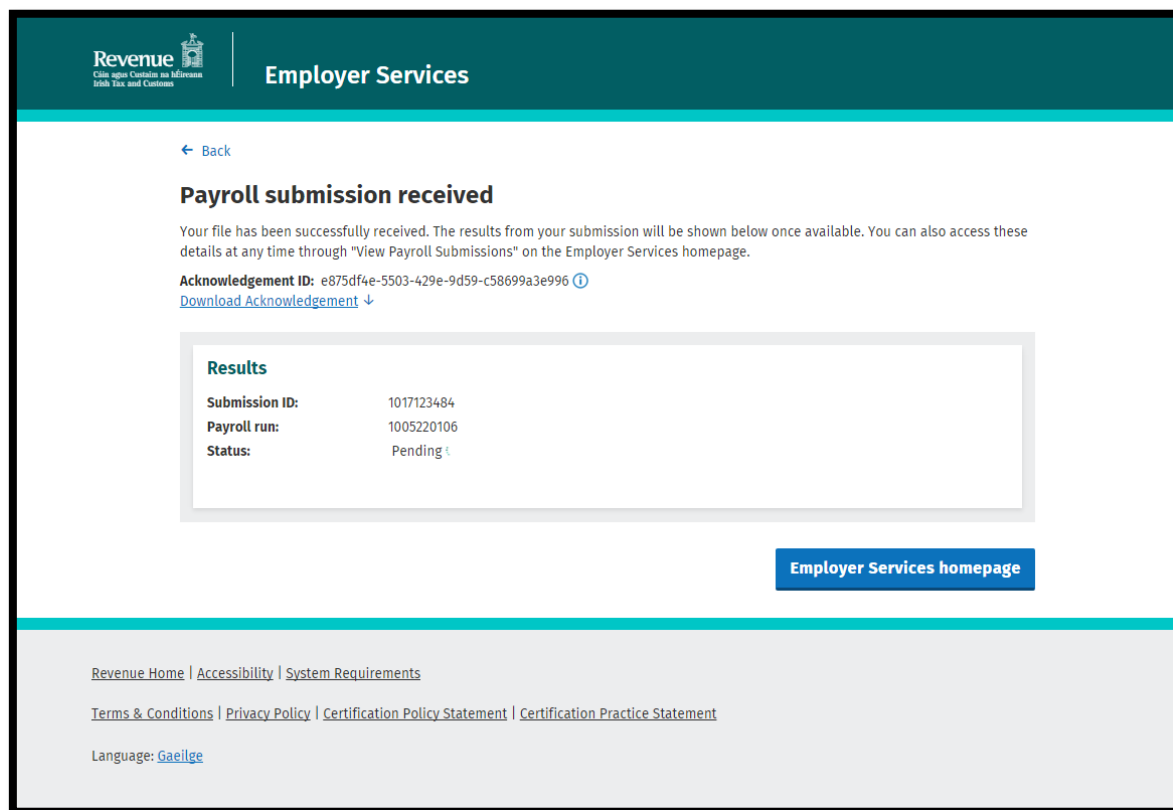 Revenue
Cáin agus Custaim na hÉireann
Irish Tax and Customs
Employer Services
← Back
Payroll submission received
Your file has been successfully received. The results from your submission will be shown below once available. You can also access these
details at any time through "View Payroll Submissions" on the Employer Services homepage.
Acknowledgement ID: e875df4e-5503-429e-9d59-c58699a3e996
Download Acknowledgement ↓
Results
Submission ID: 1017123484
Payroll run: 1005220106
Status: Pending
Employer Services homepage
Revenue Home | Accessibility | System Requirements
Terms & Conditions | Privacy Policy | Certification Policy Statement | Certification Practice Statement
Language: Gaeilge